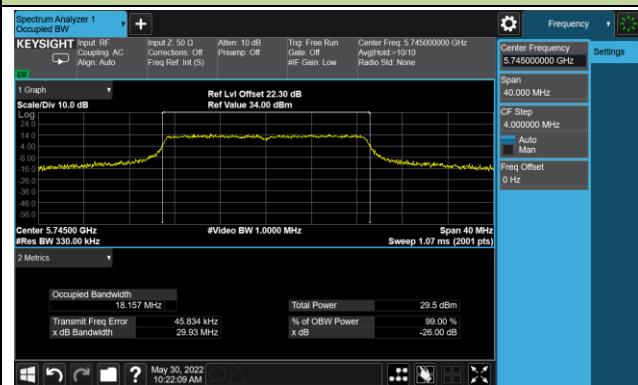 Spectrum Analyzer 1
Occupied BW
Frequency
KEYSIGHT Input: RF Input Z: 50 Ω Atten: 10 dB Trig: Free Run Center Freq: 5.745000000 GHz
Coupling: AC Corrections: Off Preamp: Off Gate: Off Avg|Hold:>10/10
Align: Auto Freq Ref: Int (S) #IF Gain: Low Radio Std: None
Center Frequency
5.745000000 GHz
Settings
Span
40.000 MHz
CF Step
4.000000 MHz
Auto
Man
Freq Offset
0 Hz
1 Graph
Ref Lvl Offset 22.30 dB
Scale/Div 10.0 dB Ref Value 34.00 dBm
Log
24.0
14.0
4.00
-6.00
-16.0
-26.0
-36.0
-46.0
-56.0
Center 5.74500 GHz #Video BW 1.0000 MHz Span 40 MHz
#Res BW 330.00 kHz Sweep 1.07 ms (2001 pts)
2 Metrics
Occupied Bandwidth
18.157 MHz Total Power 29.5 dBm
Transmit Freq Error 45.834 kHz % of OBW Power 99.00 %
x dB Bandwidth 29.93 MHz x dB -26.00 dB
May 30, 2022
10:22:09 AM